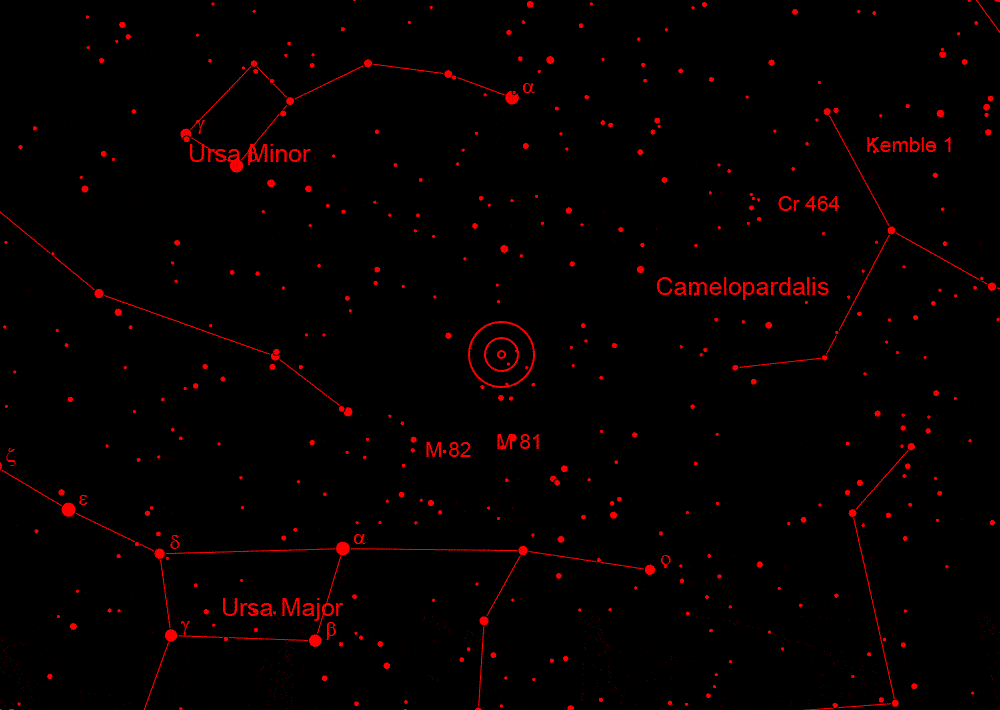 α
γ
β
Ursa Minor
Kemble 1
Cr 464
Camelopardalis
M 82
M 81
ζ
ε
δ
α
ο
Ursa Major
γ
β